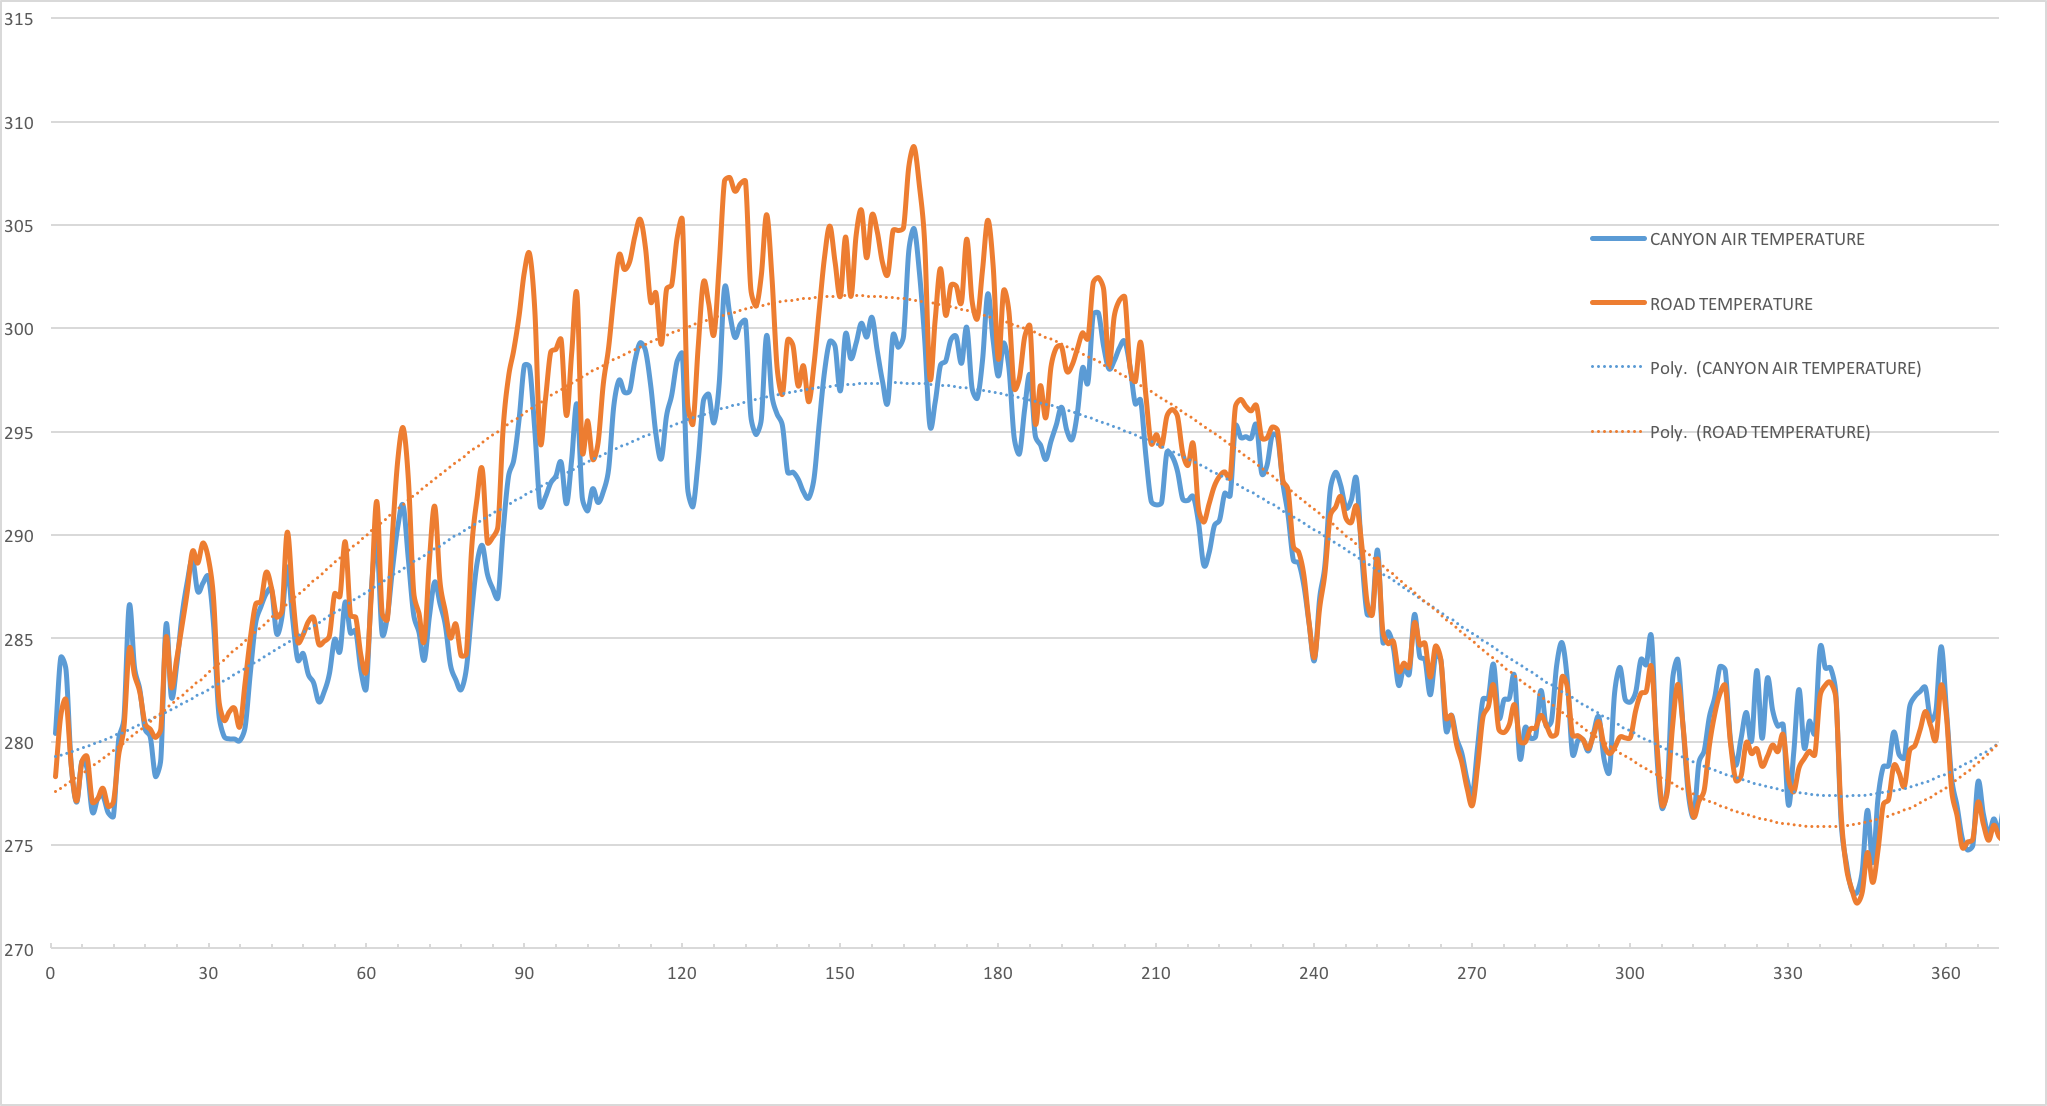 315
310
305
300
295
290
285
280
275
270
CANYON AIR TEMPERATURE
ROAD TEMPERATURE
Poly. (CANYON AIR TEMPERATURE)
Poly. (ROAD TEMPERATURE)
0 30 60 90 120 150 180 210 240 270 300 330 360